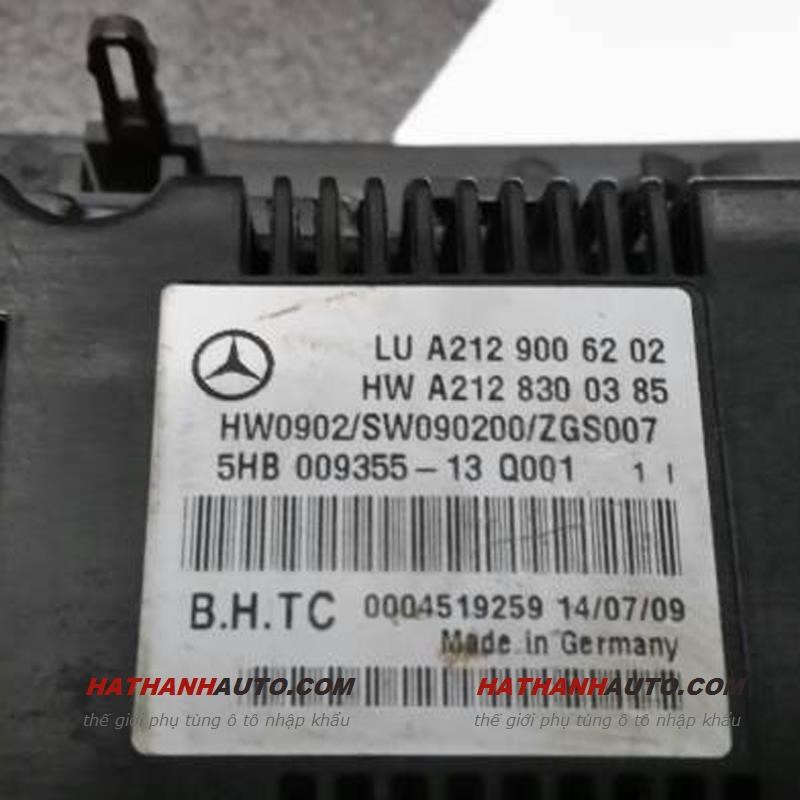 LU A212 900 62 02
HW A212 830 03 85
HW0902/SW090200/ZGS007
5HB 009355-13 Q001 1 I
B.H.TC 0004519259 14/07/09
Made in Germany
HATHANHAUTO.COM HATHANHAUTO.COM
thế giới phụ tùng ô tô nhập khẩu thế giới phụ tùng ô tô nhập khẩu